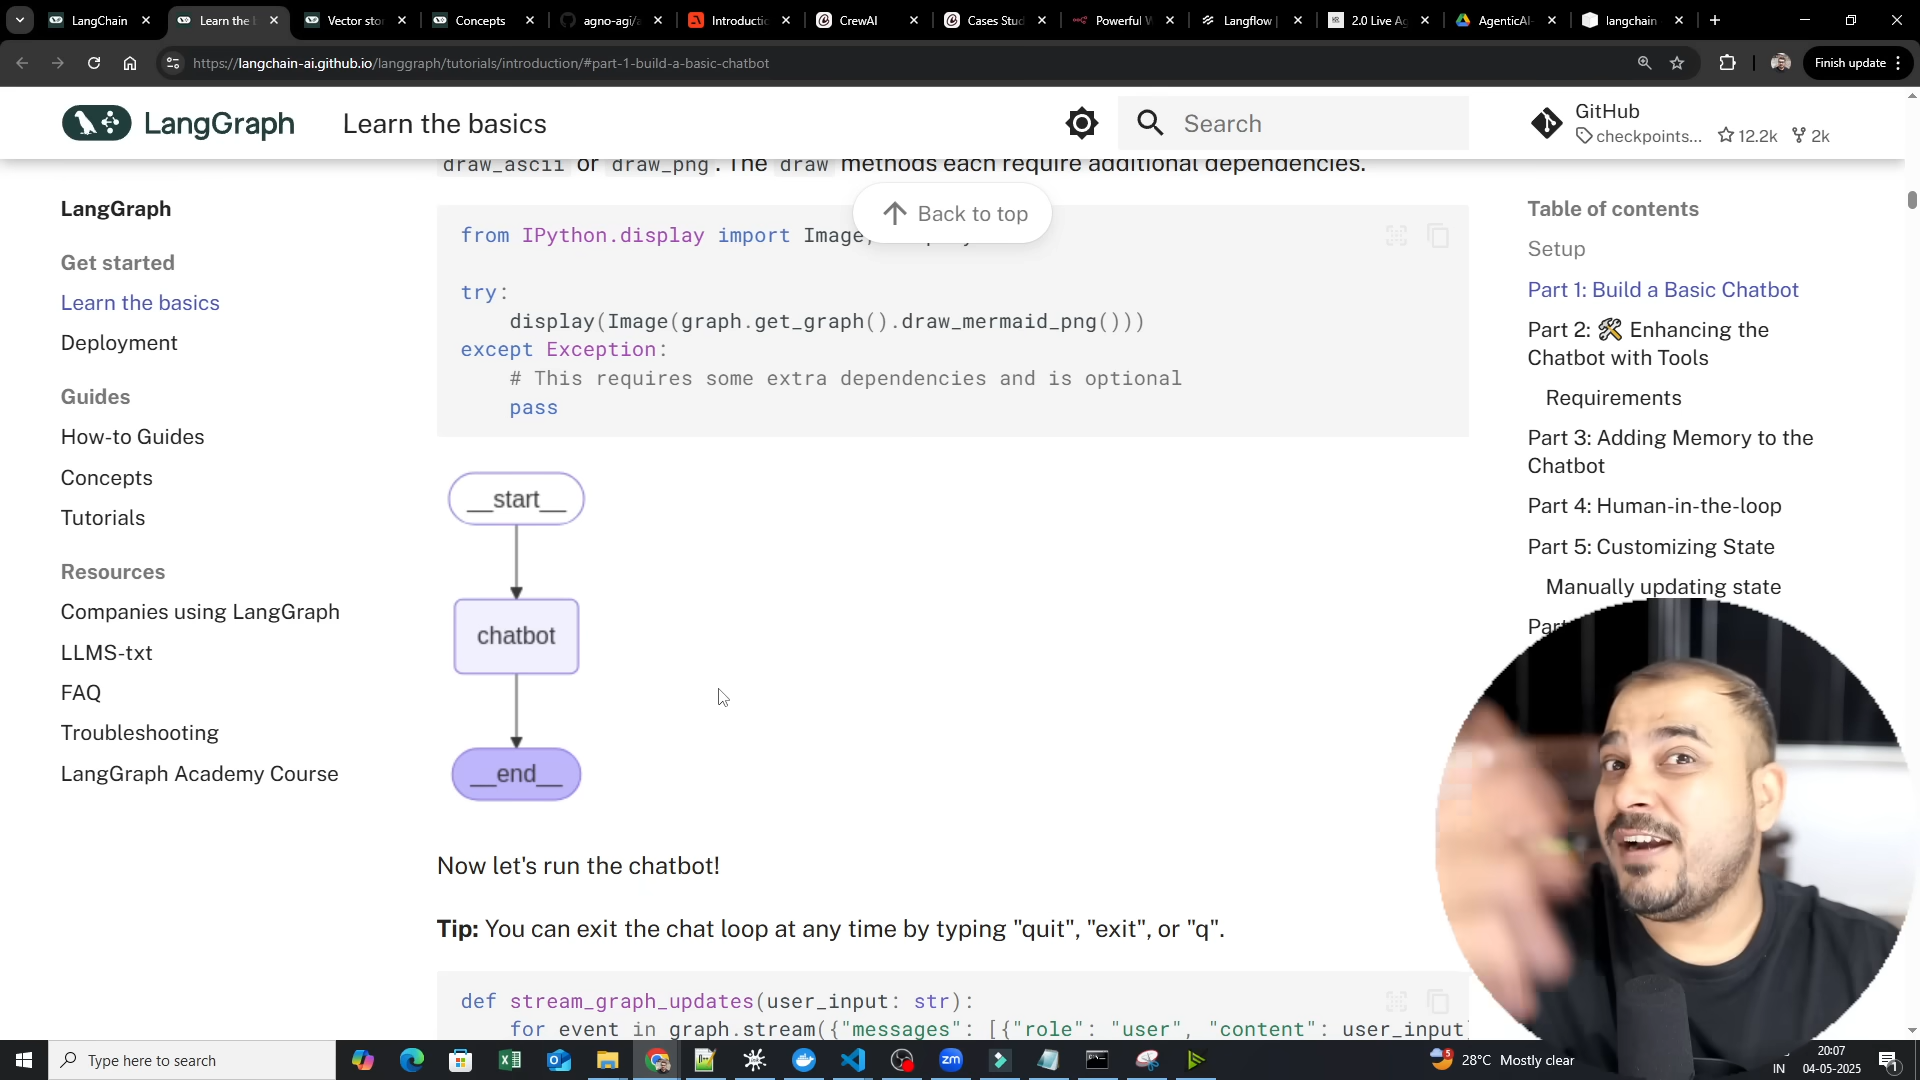 LangChain
Learn the b
Vector sto
Concepts
agno-agi/a
Introductio
CrewAI
Cases Stud
Powerful W
Langflow |
2.0 Live Ag
AgenticAI-
langchain
https://langchain-ai.github.io/langgraph/tutorials/introduction/#part-1-build-a-basic-chatbot
Finish update
LangGraph
Learn the basics
Search
GitHub
checkpoints... 12.2k 2k
draw_ascii or draw_png . The draw methods each require additional dependencies.
Back to top
LangGraph
Get started
Learn the basics
Deployment
Guides
How-to Guides
Concepts
Tutorials
Resources
Companies using LangGraph
LLMS-txt
FAQ
Troubleshooting
LangGraph Academy Course
from IPython.display import Image,
try:
display(Image(graph.get_graph().draw_mermaid_png()))
except Exception:
# This requires some extra dependencies and is optional
pass
__start__
chatbot
__end__
Now let's run the chatbot!
Tip: You can exit the chat loop at any time by typing "quit", "exit", or "q".
def stream_graph_updates(user_input: str):
for event in graph.stream({"messages": [{"role": "user", "content": user_input
Table of contents
Setup
Part 1: Build a Basic Chatbot
Part 2: 🛠 Enhancing the
Chatbot with Tools
Requirements
Part 3: Adding Memory to the
Chatbot
Part 4: Human-in-the-loop
Part 5: Customizing State
Manually updating state
Part
Type here to search
zm
28°C Mostly clear
IN
20:07
04-05-2025